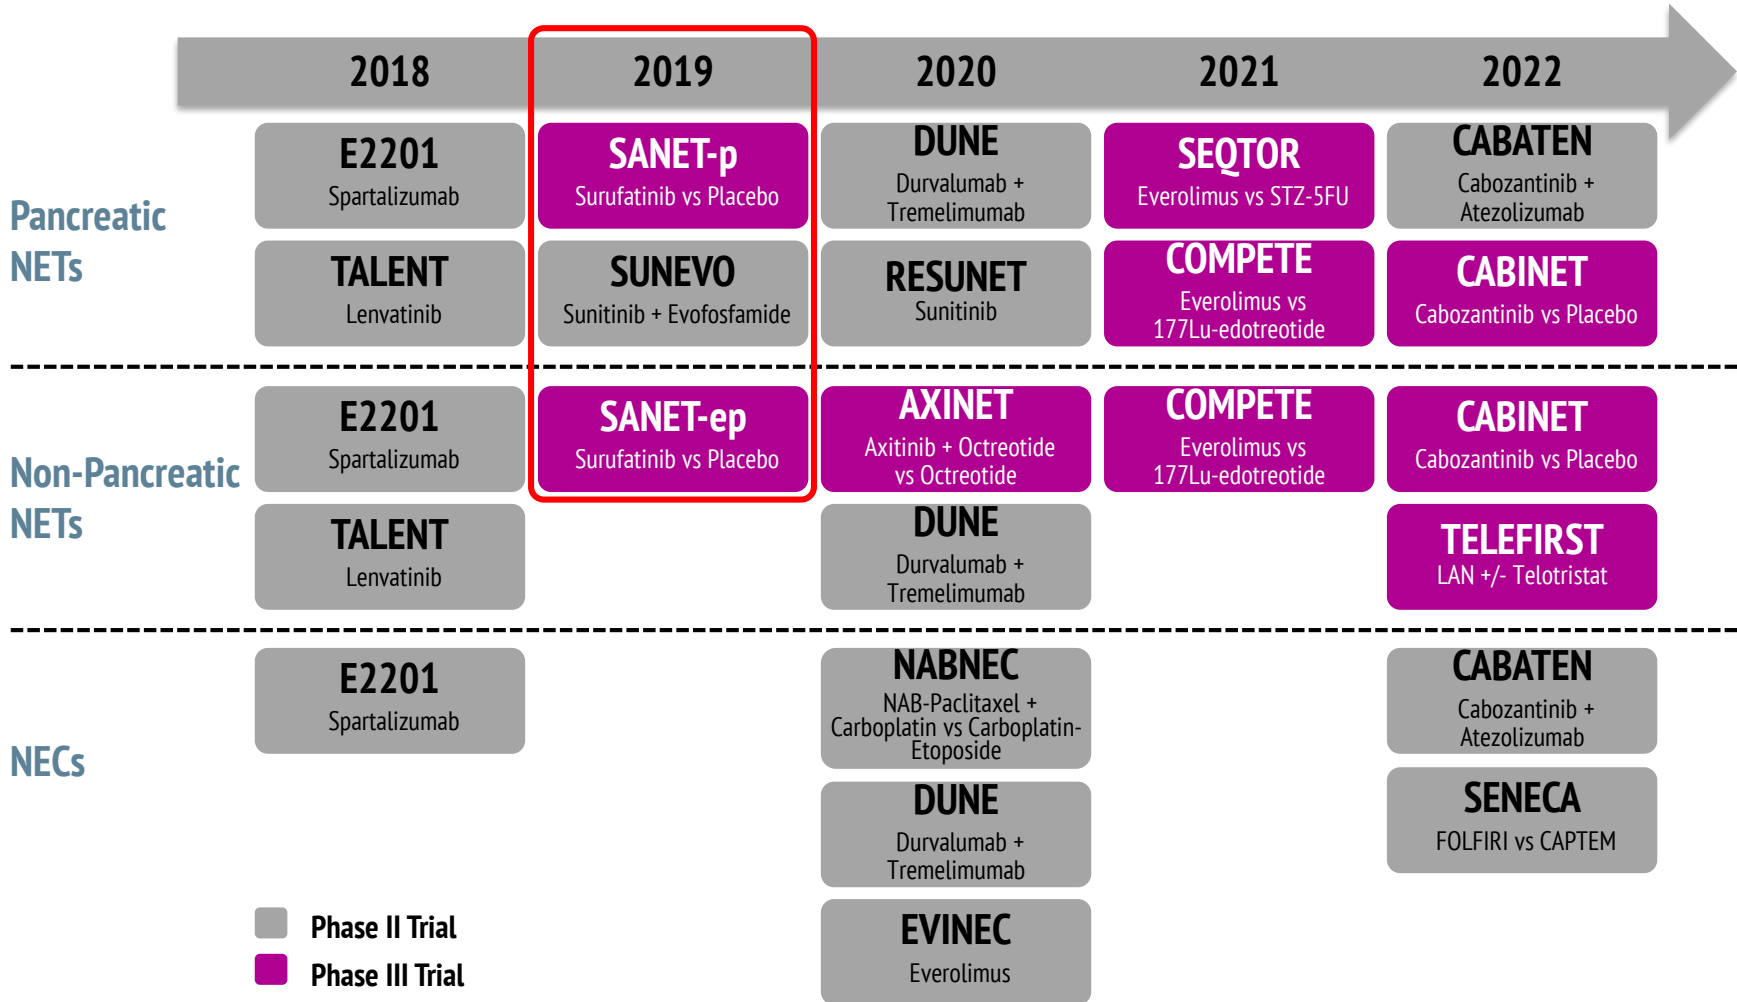 2018
2019
2020
2021
2022
Pancreatic
NETs
E2201
Spartalizumab
SANET-p
Surufatinib vs Placebo
DUNE
Durvalumab +
Tremelimumab
SEQTOR
Everolimus vs STZ-5FU
CABATEN
Cabozantinib +
Atezolizumab
TALENT
Lenvatinib
SUNEVO
Sunitinib + Evofosfamide
RESUNET
Sunitinib
COMPETE
Everolimus vs
177Lu-edotreotide
CABINET
Cabozantinib vs Placebo
Non-Pancreatic
NETs
E2201
Spartalizumab
SANET-ep
Surufatinib vs Placebo
AXINET
Axitinib + Octreotide
vs Octreotide
COMPETE
Everolimus vs
177Lu-edotreotide
CABINET
Cabozantinib vs Placebo
TALENT
Lenvatinib
DUNE
Durvalumab +
Tremelimumab
TELEFIRST
LAN +/- Telotristat
NECs
E2201
Spartalizumab
NABNEC
NAB-Paclitaxel +
Carboplatin vs Carboplatin-
Etoposide
CABATEN
Cabozantinib +
Atezolizumab
DUNE
Durvalumab +
Tremelimumab
SENECA
FOLFIRI vs CAPTEM
EVINEC
Everolimus
Phase II Trial
Phase III Trial